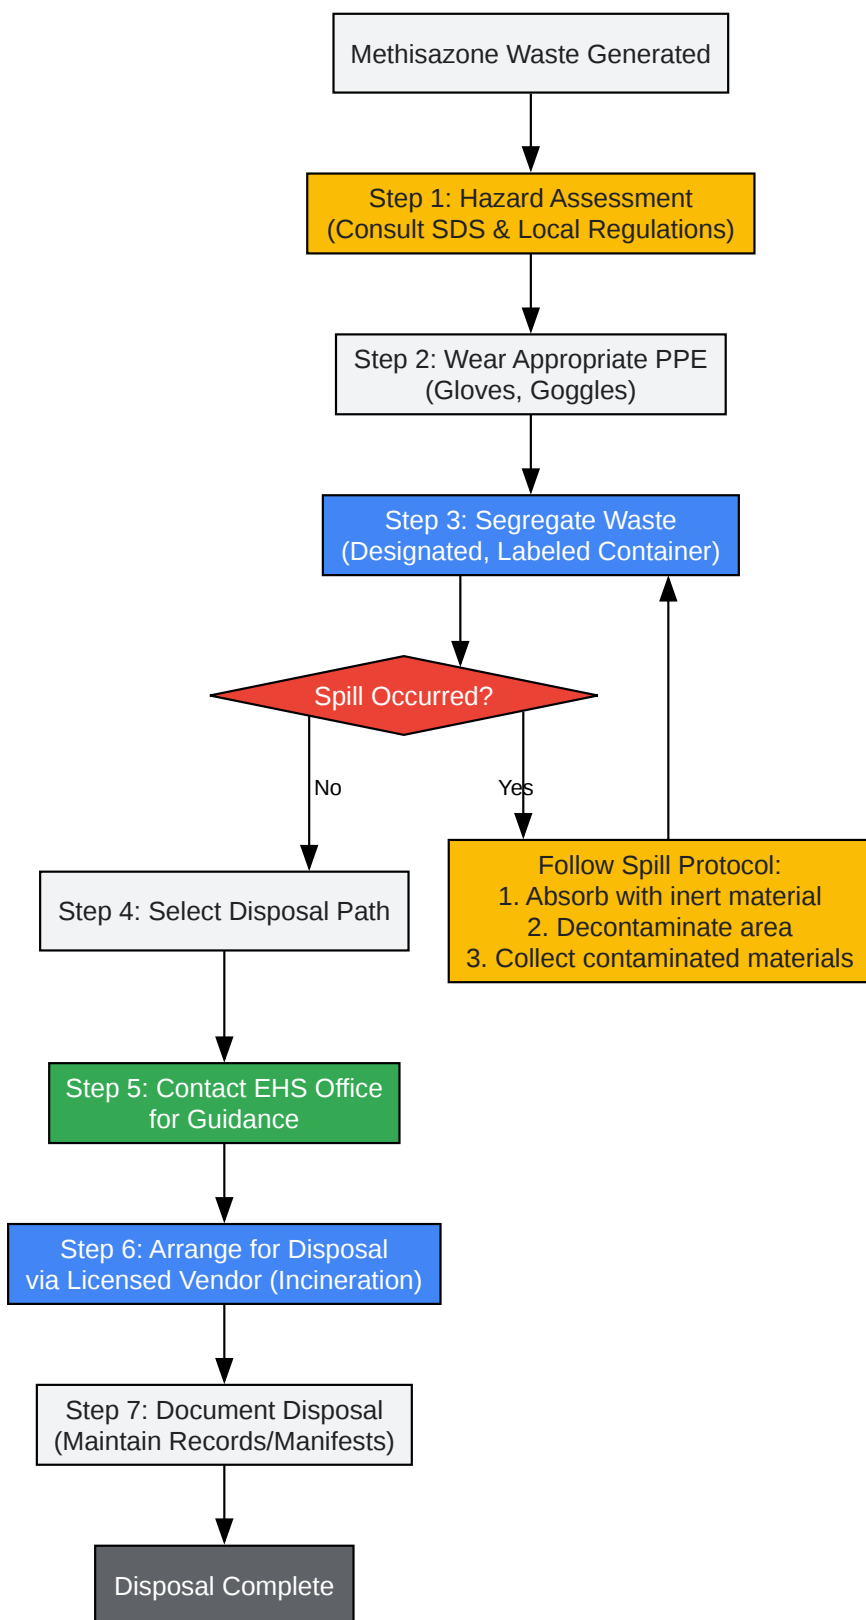 Methisazone Waste Generated
Step 1: Hazard Assessment
(Consult SDS & Local Regulations)
Step 2: Wear Appropriate PPE
(Gloves, Goggles)
Step 3: Segregate Waste
(Designated, Labeled Container)
Spill Occurred?
No
Yes
Follow Spill Protocol:
1. Absorb with inert material
2. Decontaminate area
3. Collect contaminated materials
Step 4: Select Disposal Path
Step 5: Contact EHS Office
for Guidance
Step 6: Arrange for Disposal
via Licensed Vendor (Incineration)
Step 7: Document Disposal
(Maintain Records/Manifests)
Disposal Complete